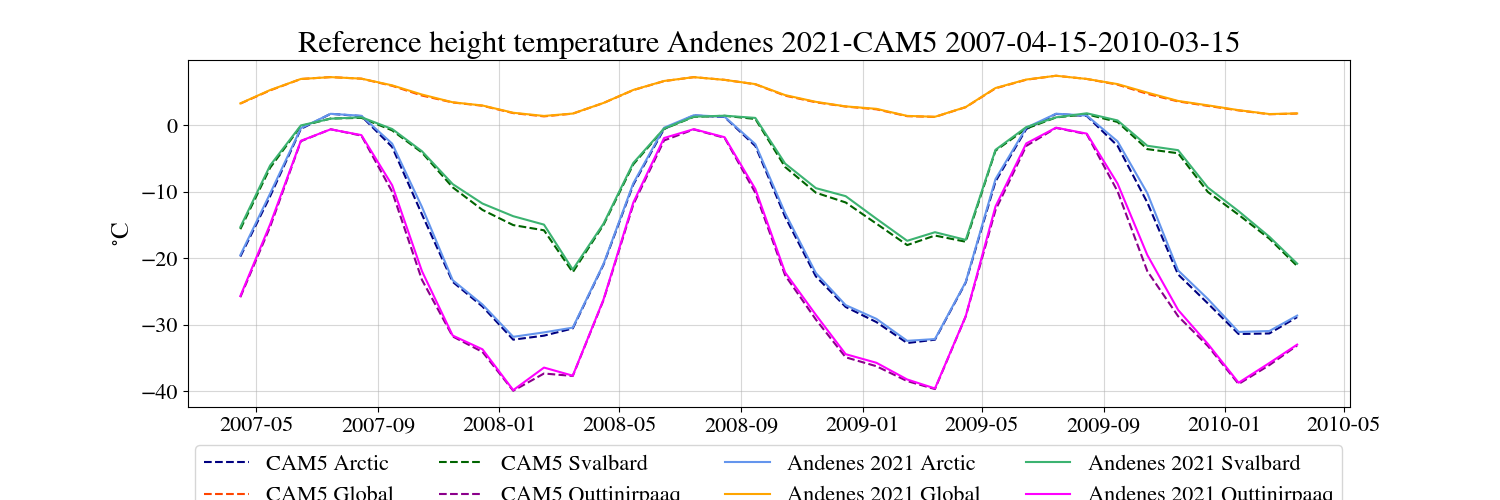 Reference height temperature Andenes 2021-CAM5 2007-04-15-2010-03-15
°C
0
−10
−20
−30
−40
2007-05 2007-09 2008-01 2008-05 2008-09 2009-01 2009-05 2009-09 2010-01 2010-05
CAM5 Arctic CAM5 Svalbard Andenes 2021 Arctic Andenes 2021 Svalbard
CAM5 Global CAM5 Quttinirpaaq Andenes 2021 Global Andenes 2021 Quttinirpaaq